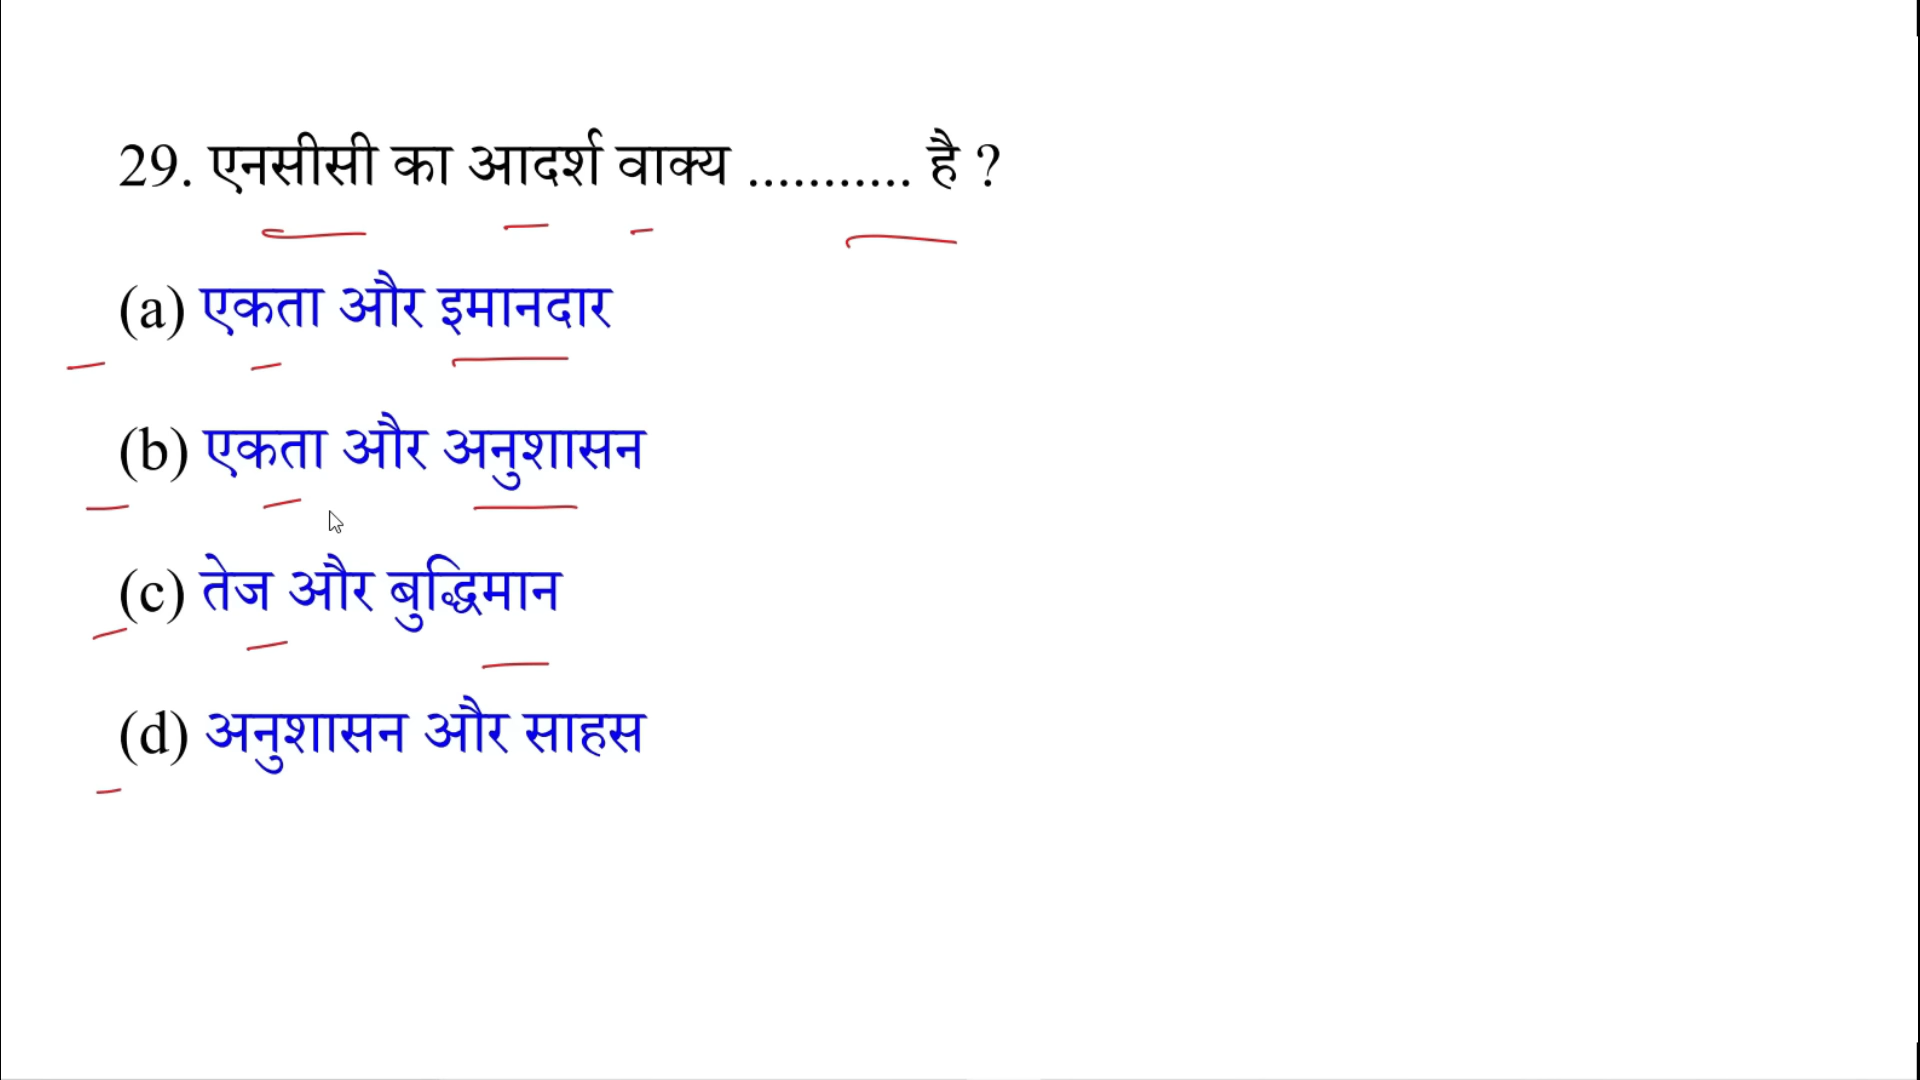 29. एनसीसी का आदर्श वाक्य ........... है ?
(a) एकता और इमानदार
(b) एकता और अनुशासन
(c) तेज और बुद्धिमान
(d) अनुशासन और साहस